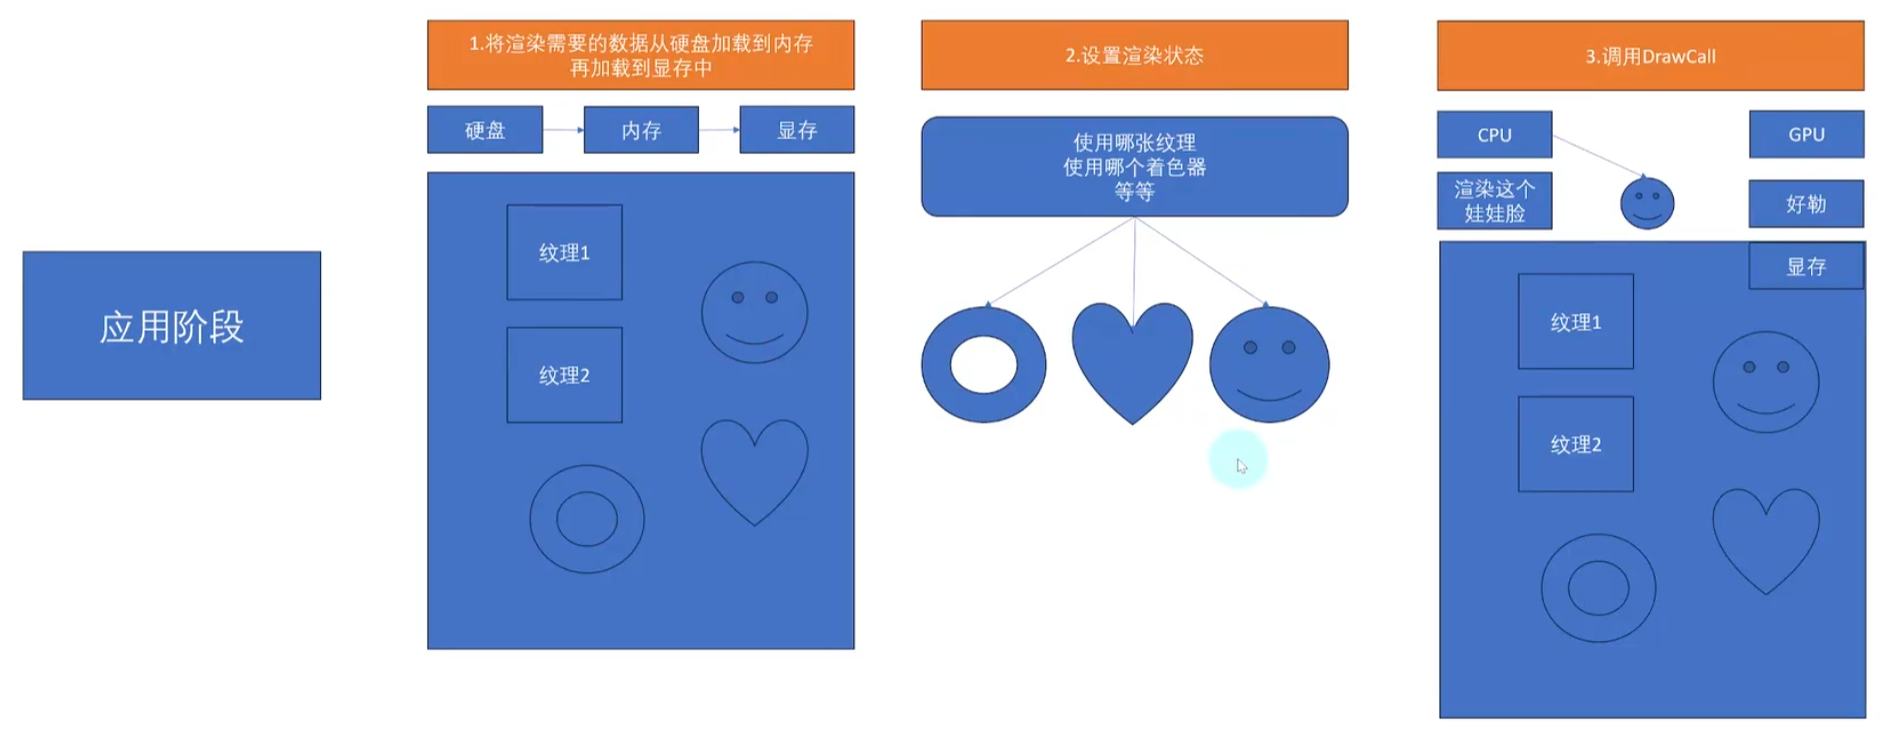 应用阶段
1.将渲染需要的数据从硬盘加载到内存
再加载到显存中
硬盘
内存
显存
纹理1
纹理2
2.设置渲染状态
使用哪张纹理
使用哪个着色器
等等
3.调用DrawCall
CPU
GPU
渲染这个
娃娃脸
好勒
显存
纹理1
纹理2